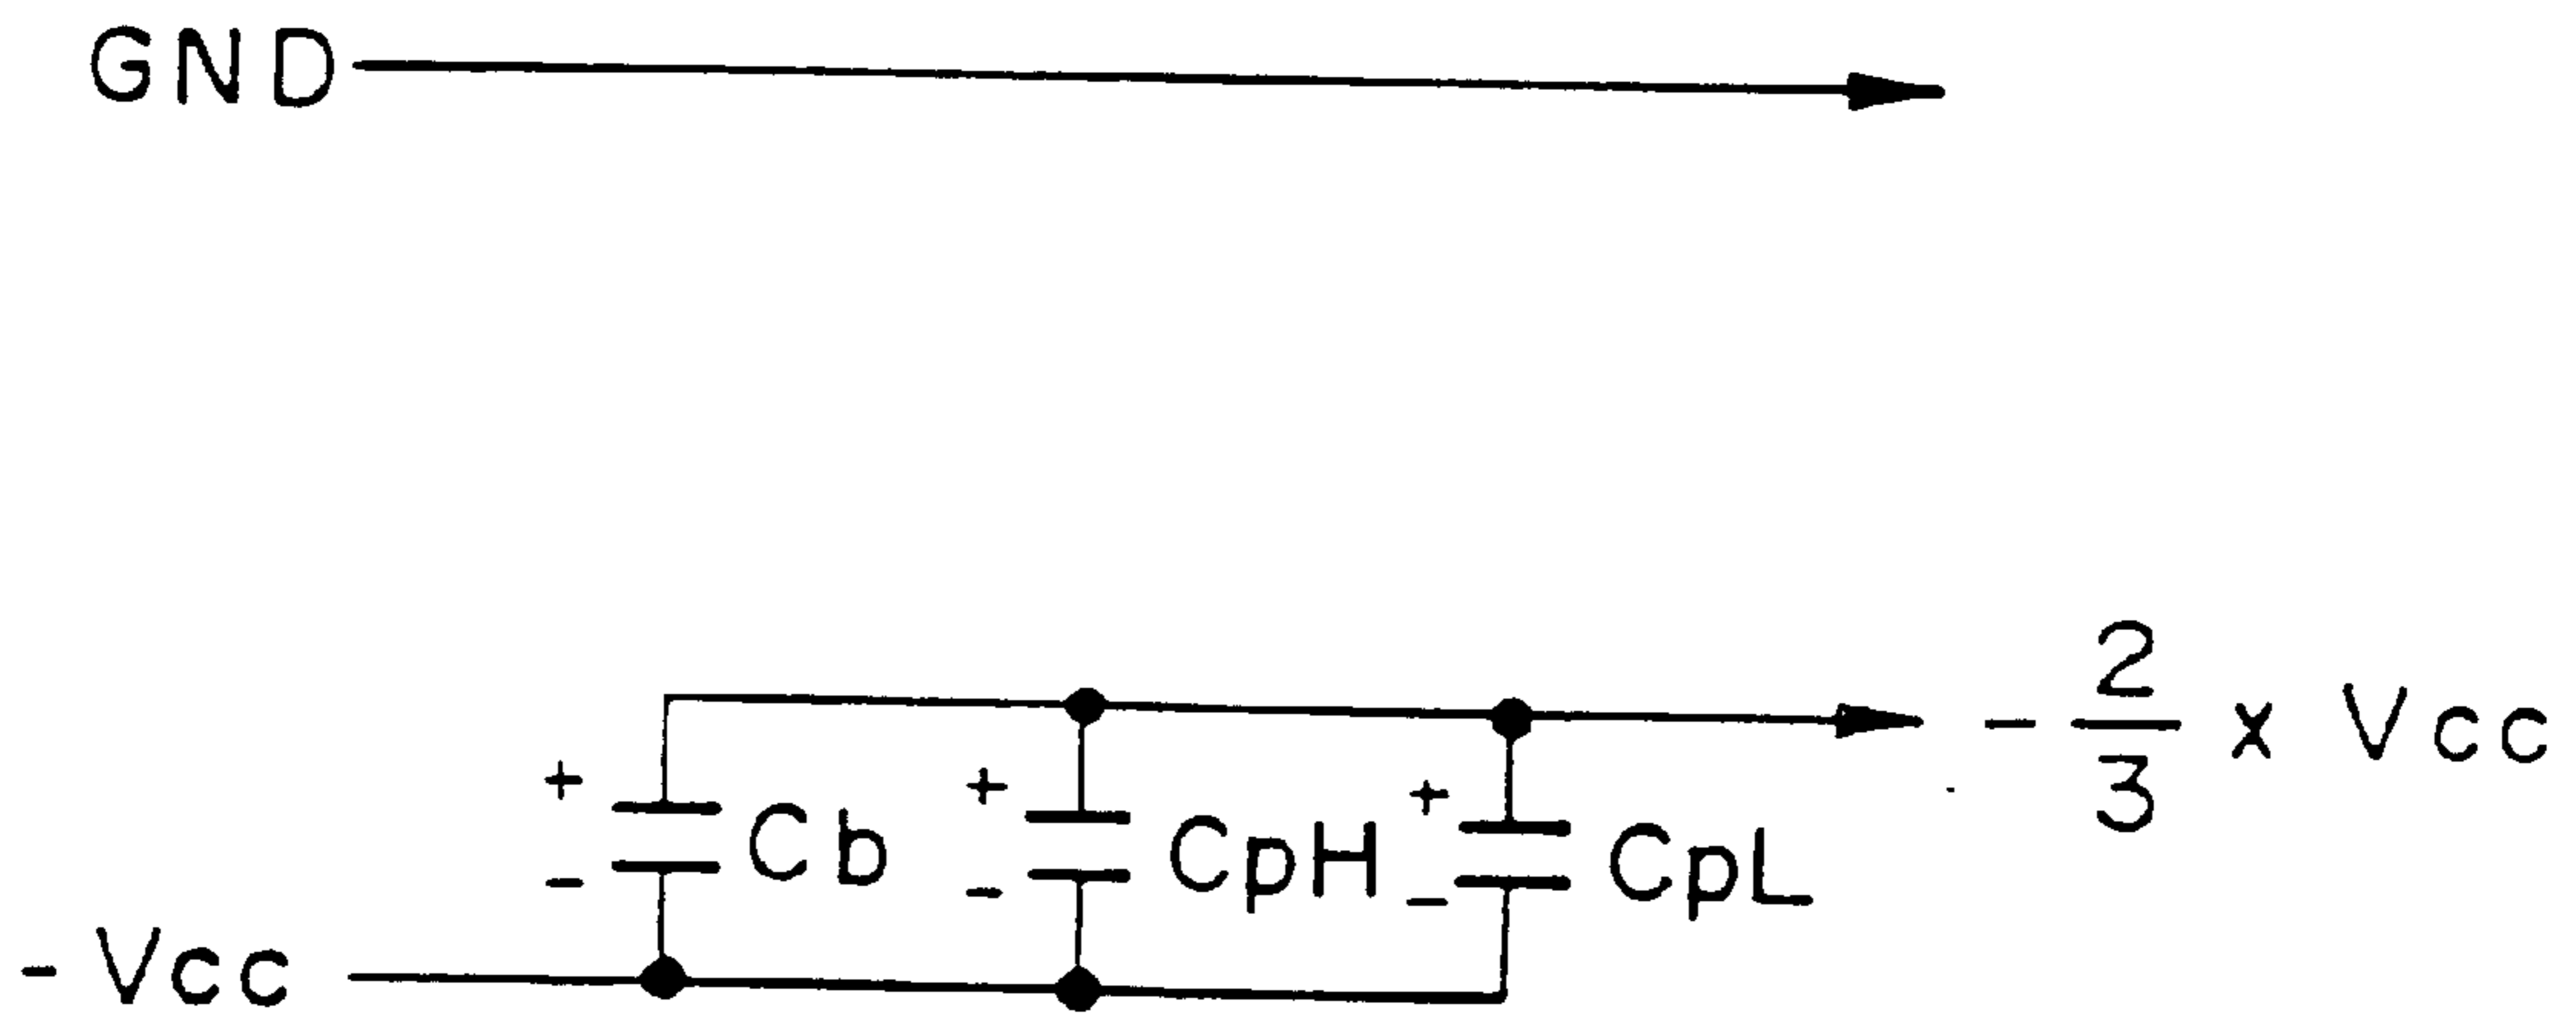 GND
- 2/3 x Vcc
+ + +
Cb CpH CpL
- - -
- Vcc